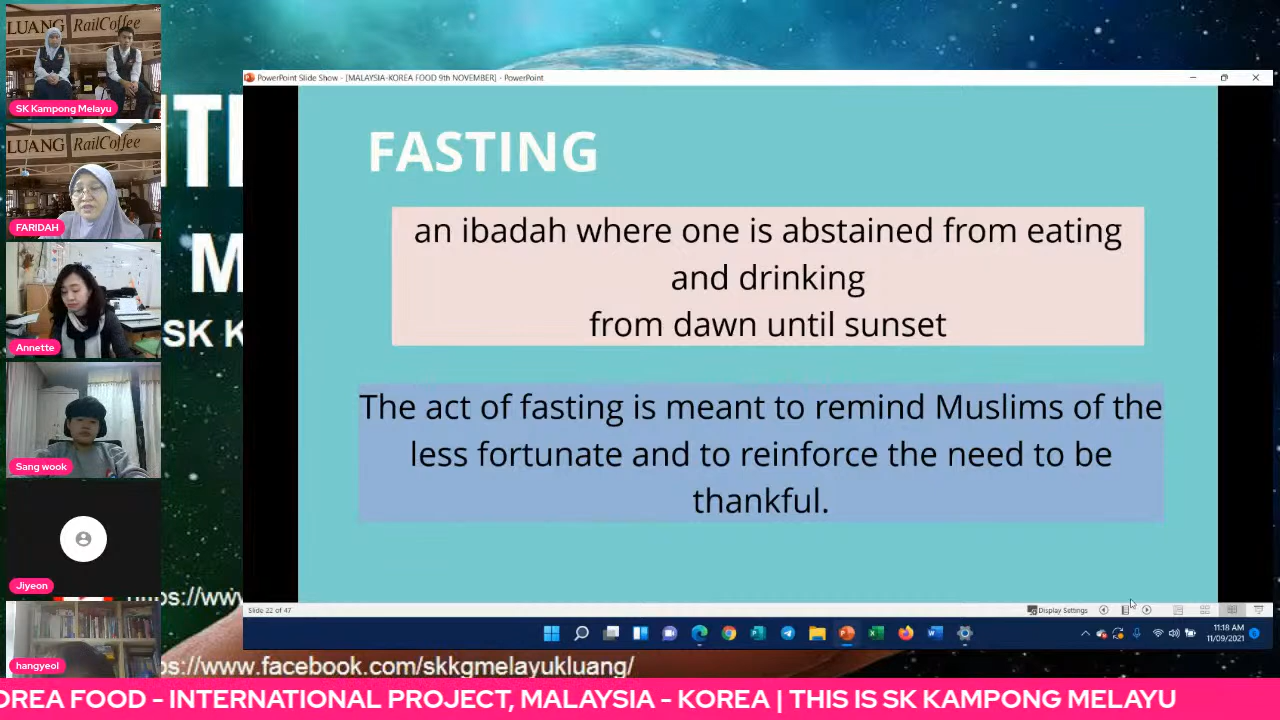 LUANG RailCoffee
SK Kampong Melayu
LUANG RailCoffee
FARIDAH
Annette
Sang wook
Jiyeon
hangyeol
M
SK K
PowerPoint Slide Show - [MALAYSIA-KOREA FOOD 9th NOVEMBER] - PowerPoint
FASTING
an ibadah where one is abstained from eating
and drinking
from dawn until sunset
The act of fasting is meant to remind Muslims of the
less fortunate and to reinforce the need to be
thankful.
Slide 22 of 47
Display Settings
11:18 AM
11/09/2021
ps://www.facebook.com/skkgmelayukluang/
OREA FOOD - INTERNATIONAL PROJECT, MALAYSIA - KOREA | THIS IS SK KAMPONG MELAYU